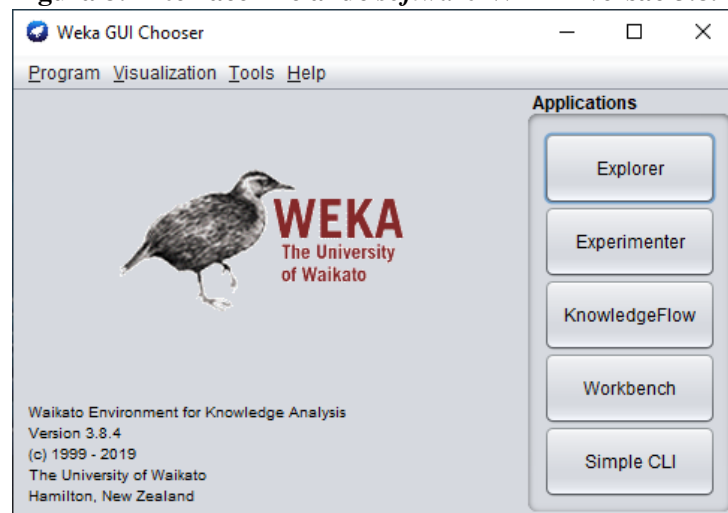 Weka GUI Chooser
Program Visualization Tools Help
Applications
Explorer
Experimenter
KnowledgeFlow
Workbench
Simple CLI
WEKA
The University
of Waikato
Waikato Environment for Knowledge Analysis
Version 3.8.4
(c) 1999 - 2019
The University of Waikato
Hamilton, New Zealand